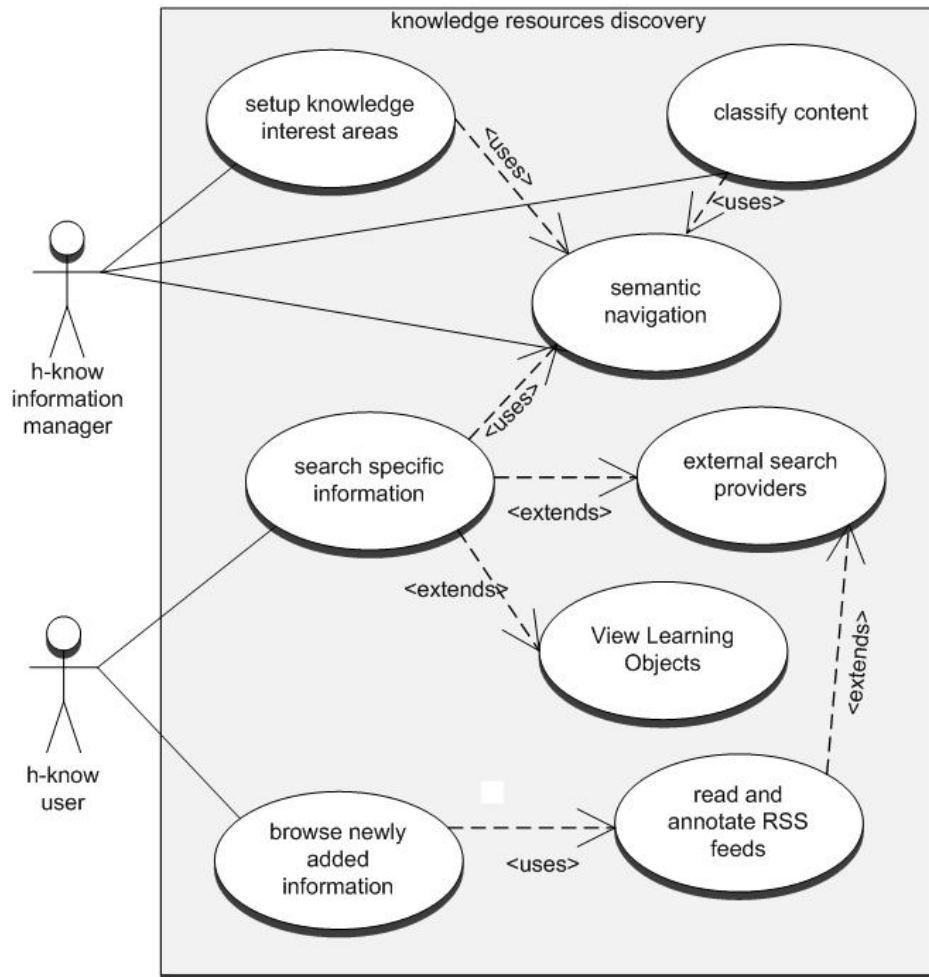 knowledge resources discovery
setup knowledge
interest areas
classify content
<uses>
<uses>
semantic
navigation
h-know
information
manager
<uses>
search specific
information
external search
providers
<extends>
<extends>
View Learning
Objects
<extends>
h-know
user
browse newly
added
information
<uses>
read and
annotate RSS
feeds